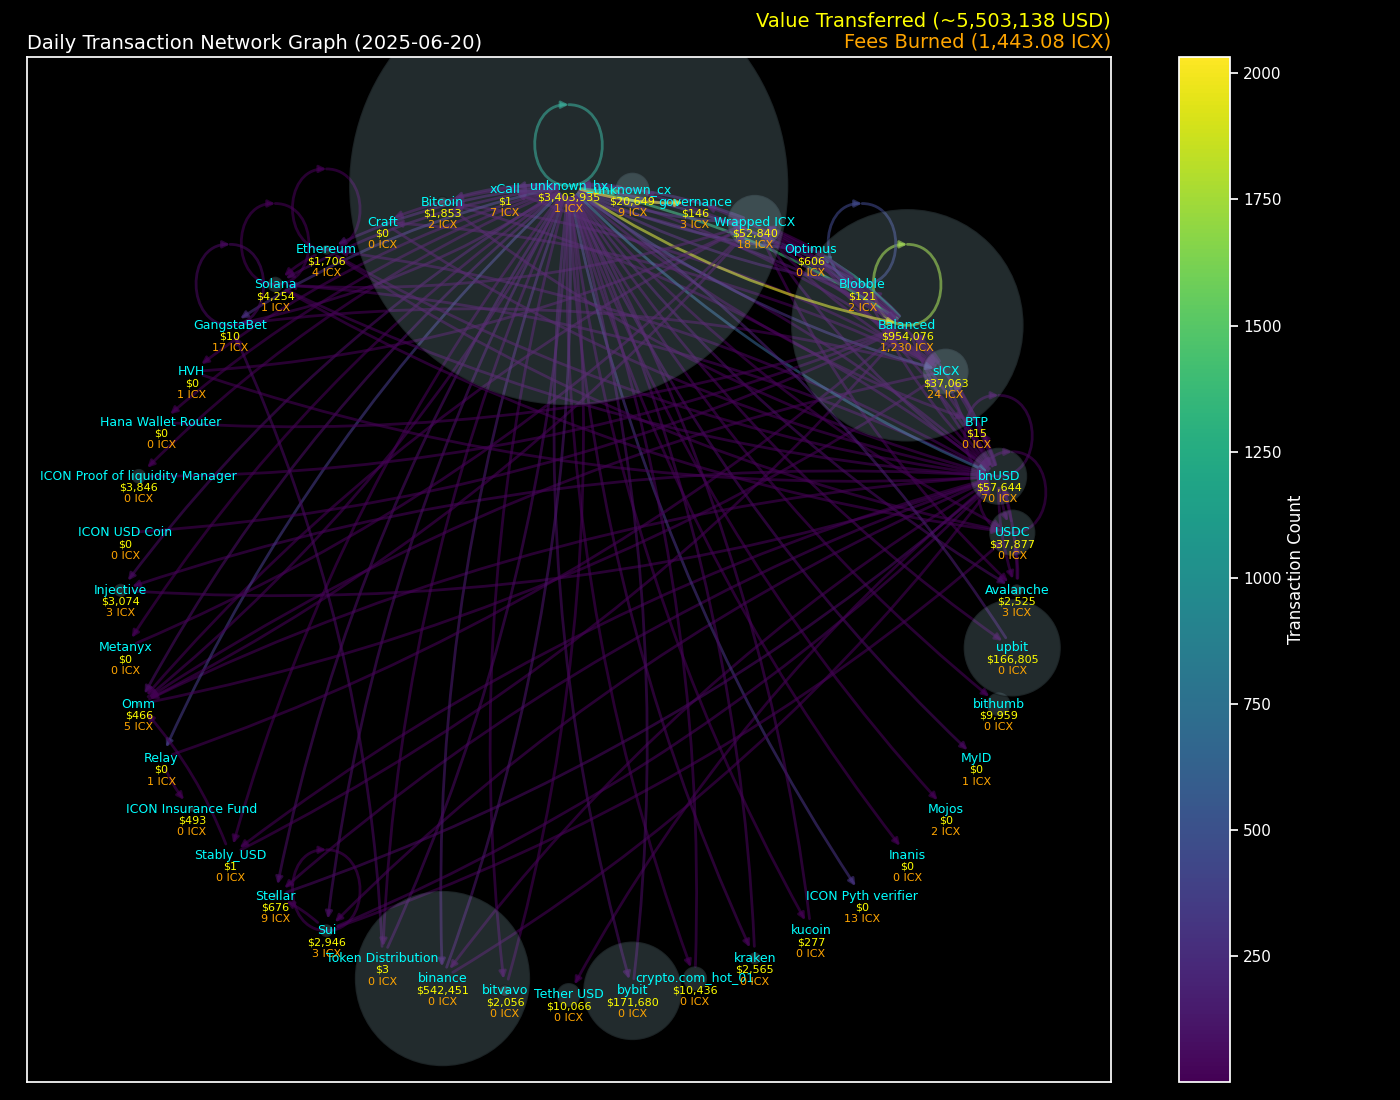 Value Transferred (~5,503,138 USD)
Daily Transaction Network Graph (2025-06-20)
Fees Burned (1,443.08 ICX)
unknown_hx
$3,403,935
1 ICX
unknown_cx
$20,649
9 ICX
governance
$146
3 ICX
Wrapped ICX
$52,840
18 ICX
Optimus
$606
0 ICX
Blobble
$121
2 ICX
Balanced
$954,076
1,230 ICX
sICX
$37,063
24 ICX
BTP
$15
0 ICX
bnUSD
$57,644
70 ICX
USDC
$37,877
0 ICX
Avalanche
$2,525
3 ICX
upbit
$166,805
0 ICX
bithumb
$9,959
0 ICX
MyID
$0
1 ICX
Mojos
$0
2 ICX
Inanis
$0
0 ICX
ICON Pyth verifier
$0
13 ICX
kucoin
$277
0 ICX
kraken
$2,565
0 ICX
crypto.com_hot_01
$10,436
0 ICX
bybit
$171,680
0 ICX
Tether USD
$10,066
0 ICX
bitvavo
$2,056
0 ICX
binance
$542,451
0 ICX
Token Distribution
$3
0 ICX
Sui
$2,946
3 ICX
Stellar
$676
9 ICX
Stably_USD
$1
0 ICX
ICON Insurance Fund
$493
0 ICX
Relay
$0
1 ICX
Omm
$466
5 ICX
Metanyx
$0
0 ICX
Injective
$3,074
3 ICX
ICON USD Coin
$0
0 ICX
ICON Proof of liquidity Manager
$3,846
0 ICX
Hana Wallet Router
$0
0 ICX
HVH
$0
1 ICX
GangstaBet
$10
17 ICX
Solana
$4,254
1 ICX
Ethereum
$1,706
4 ICX
Craft
$0
0 ICX
Bitcoin
$1,853
2 ICX
xCall
$1
7 ICX
2000
1750
1500
1250
1000
750
500
250
Transaction Count